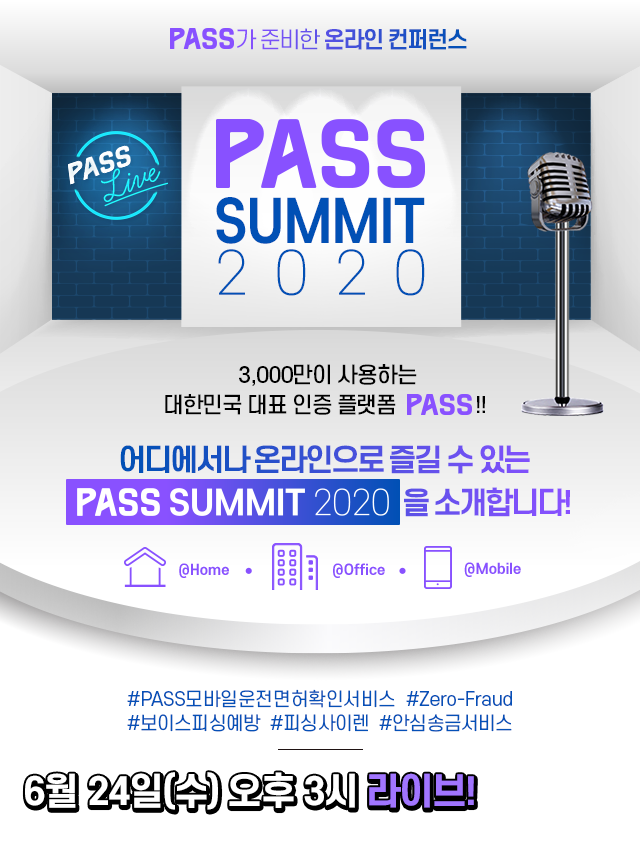 PASS가 준비한 온라인 컨퍼런스
PASS Live
PASS
SUMMIT
2020
3,000만이 사용하는
대한민국 대표 인증 플랫폼 PASS!!
어디에서나 온라인으로 즐길 수 있는
PASS SUMMIT 2020 을 소개합니다!
@Home • @Office • @Mobile
#PASS모바일운전면허확인서비스 #Zero-Fraud
#보이스피싱예방 #피싱사이렌 #안심송금서비스
6월 24일(수) 오후 3시 라이브!